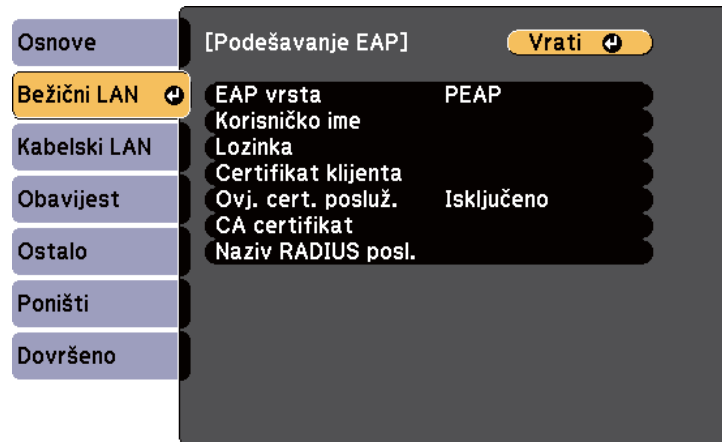 Osnove
Bežični LAN
Kabelski LAN
Obavijest
Ostalo
Poništi
Dovršeno
[Podešavanje EAP]
Vrati
EAP vrsta PEAP
Korisničko ime
Lozinka
Certifikat klijenta
Ovj. cert. posluž. Isključeno
CA certifikat
Naziv RADIUS posl.